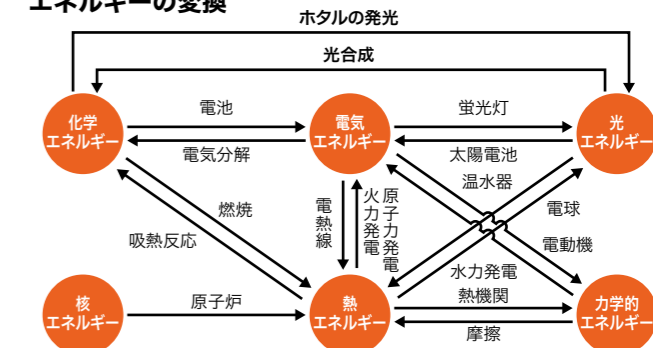 エネルギーの変換
ホタルの発光
光合成
化学
エネルギー
電池
電気分解
電気
エネルギー
蛍光灯
太陽電池
光
エネルギー
温水器
燃焼
吸熱反応
電熱線
火力発電
原子力発電
電球
電動機
水力発電
核
エネルギー
原子炉
熱
エネルギー
熱機関
摩擦
力学的
エネルギー